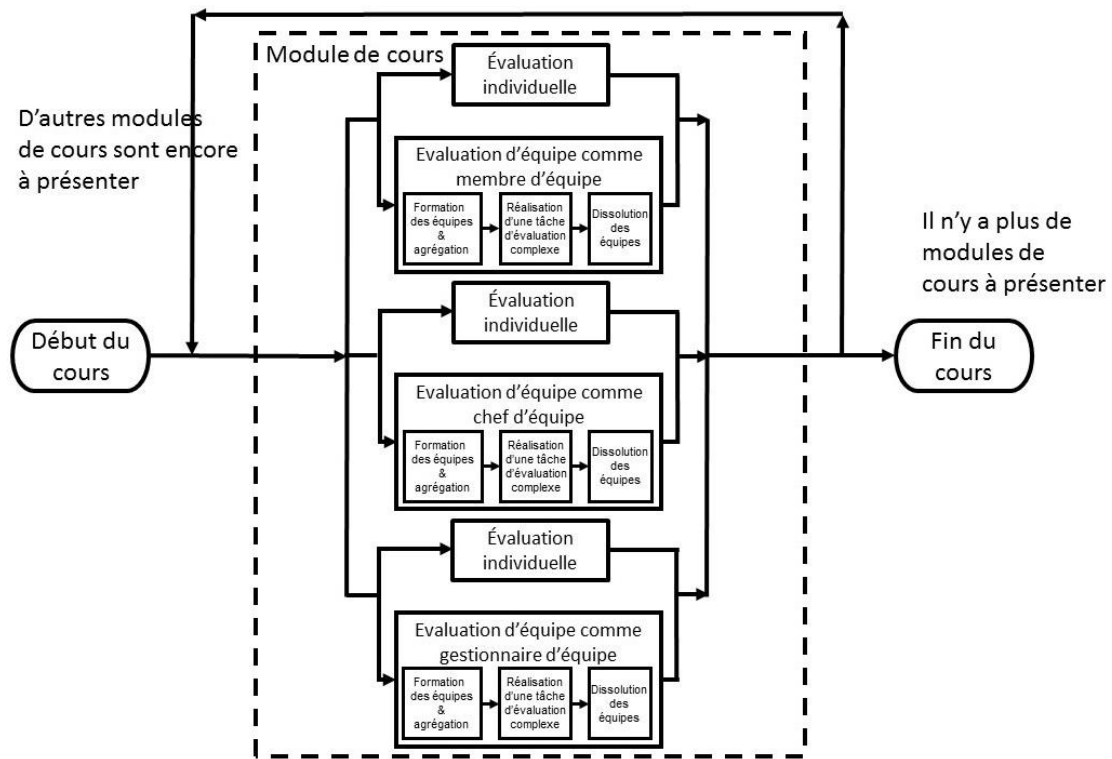 Module de cours
Évaluation
individuelle
D'autres modules
de cours sont encore
à présenter
Evaluation d'équipe comme
membre d'équipe
Formation
des équipes
&
agrégation
Réalisation
d'une tâche
d'évaluation
complexe
Dissolution
des
équipes
Il n'y a plus de
modules de
cours à présenter
Évaluation
individuelle
Début du
cours
Fin du
cours
Evaluation d'équipe comme
chef d'équipe
Formation
des équipes
&
agrégation
Réalisation
d'une tâche
d'évaluation
complexe
Dissolution
des
équipes
Évaluation
individuelle
Evaluation d'équipe comme
gestionnaire d'équipe
Formation
des équipes
&
agrégation
Réalisation
d'une tâche
d'évaluation
complexe
Dissolution
des
équipes